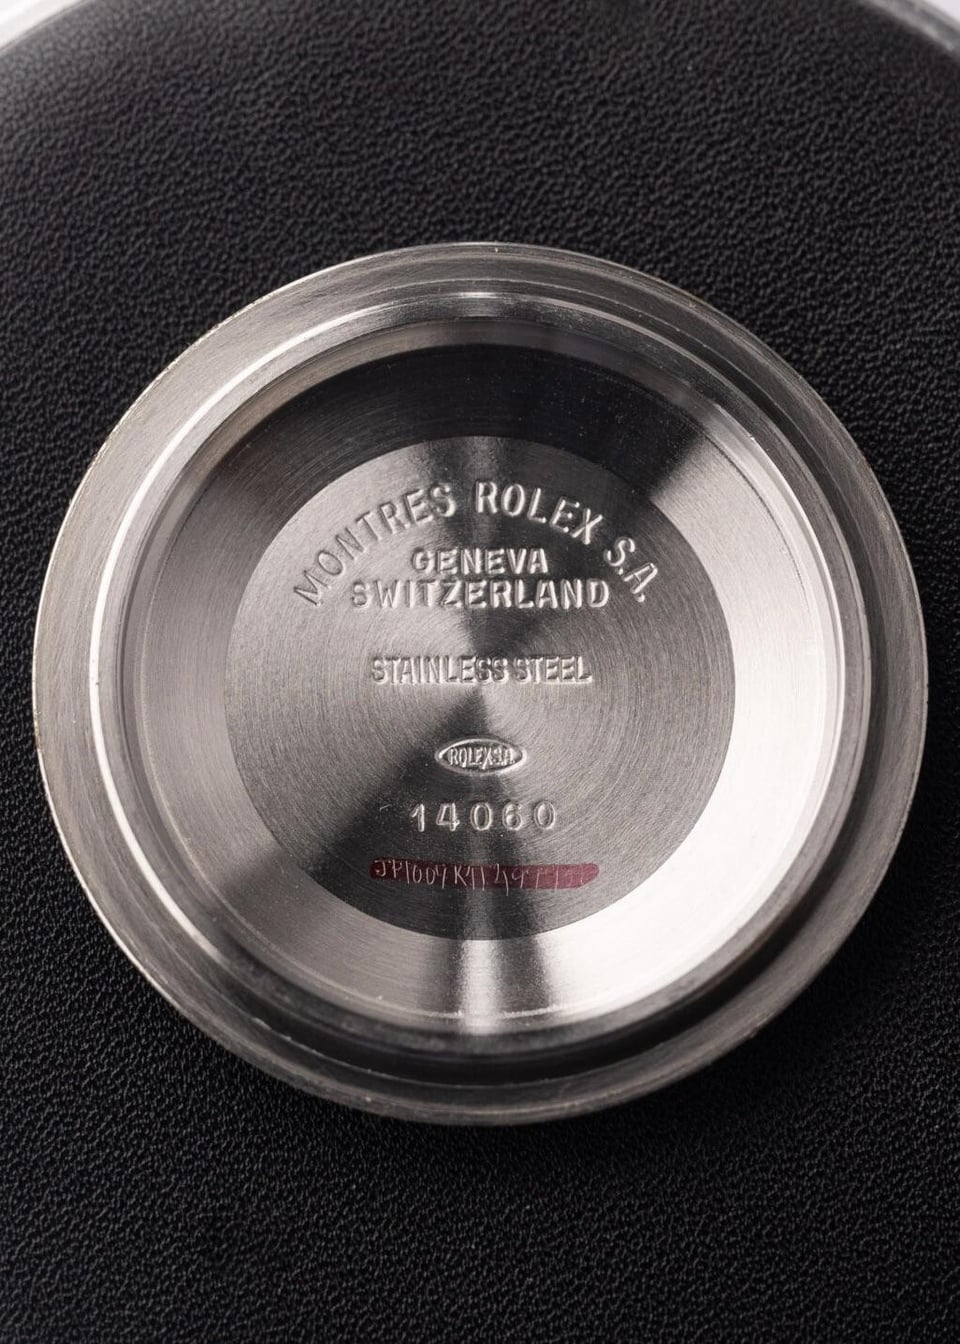 MONTRES ROLEX S.A.
GENEVA
SWITZERLAND
STAINLESS STEEL
ROLEX S.A.
14060